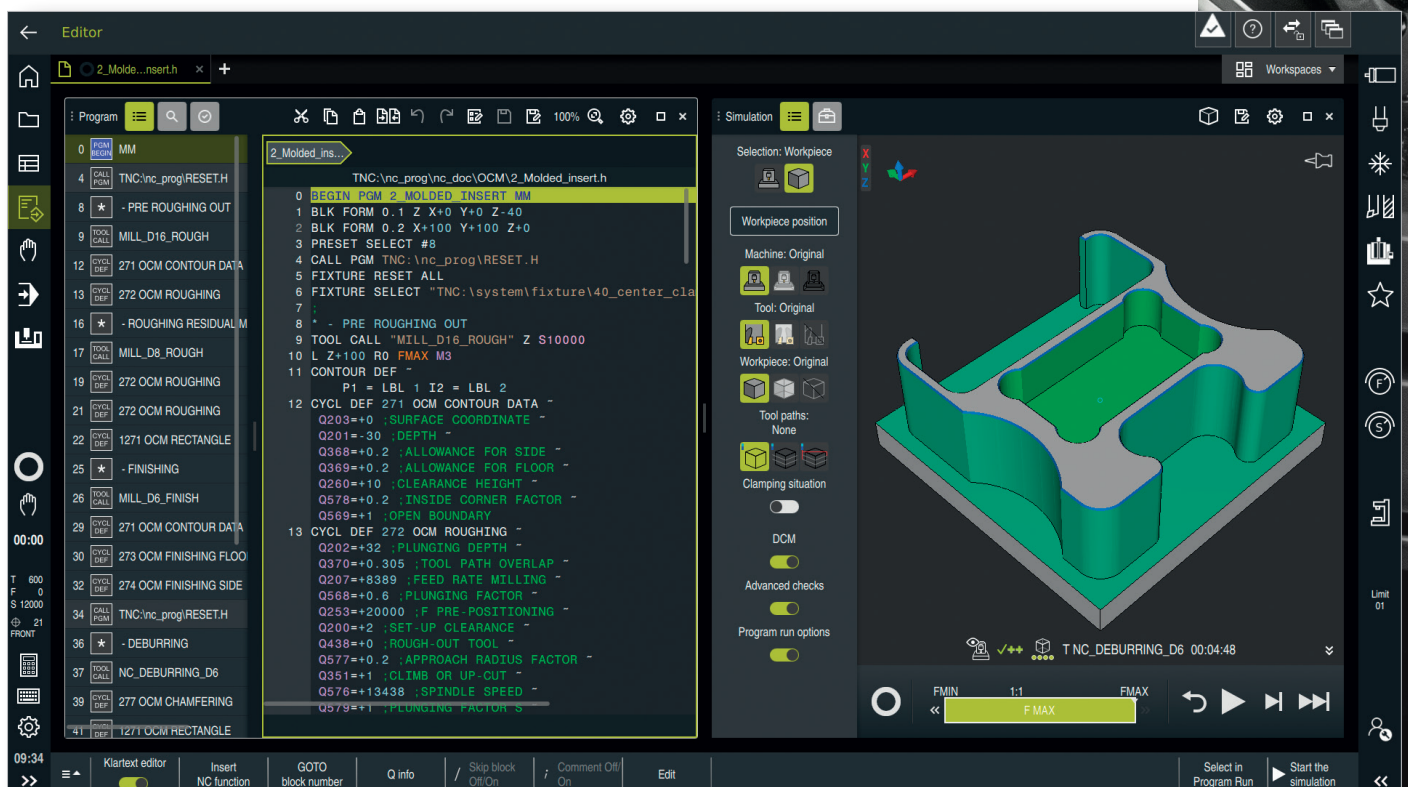 Editor
2_Molde...nsert.h × +
Workspaces
Program
100%
Simulation
0 PGM BEGIN MM
4 CALL PGM TNC:\nc_prog\RESET.H
8 * - PRE ROUGHING OUT
9 TOOL CALL MILL_D16_ROUGH
12 CYCL DEF 271 OCM CONTOUR DATA
13 CYCL DEF 272 OCM ROUGHING
16 * - ROUGHING RESIDUAL M
17 TOOL CALL MILL_D8_ROUGH
19 CYCL DEF 272 OCM ROUGHING
21 CYCL DEF 272 OCM ROUGHING
22 CYCL DEF 1271 OCM RECTANGLE
25 * - FINISHING
26 TOOL CALL MILL_D6_FINISH
29 CYCL DEF 271 OCM CONTOUR DATA
30 CYCL DEF 273 OCM FINISHING FLOO
32 CYCL DEF 274 OCM FINISHING SIDE
34 CALL PGM TNC:\nc_prog\RESET.H
36 * - DEBURRING
37 TOOL CALL NC_DEBURRING_D6
39 CYCL DEF 277 OCM CHAMFERING
41 DEF 1271 OCM RECTANGLE
2_Molded_ins...
TNC:\nc_prog\nc_doc\OCM\2_Molded_insert.h
0 BEGIN PGM 2_MOLDED_INSERT MM
1 BLK FORM 0.1 Z X+0 Y+0 Z-40
2 BLK FORM 0.2 X+100 Y+100 Z+0
3 PRESET SELECT #8
4 CALL PGM TNC:\nc_prog\RESET.H
5 FIXTURE RESET ALL
6 FIXTURE SELECT "TNC:\system\fixture\40_center_cla
7 ;
8 * - PRE ROUGHING OUT
9 TOOL CALL "MILL_D16_ROUGH" Z S10000
10 L Z+100 R0 FMAX M3
11 CONTOUR DEF ~
P1 = LBL 1 I2 = LBL 2
12 CYCL DEF 271 OCM CONTOUR DATA ~
Q203=+0 ;SURFACE COORDINATE ~
Q201=-30 ;DEPTH ~
Q368=+0.2 ;ALLOWANCE FOR SIDE ~
Q369=+0.2 ;ALLOWANCE FOR FLOOR ~
Q260=+10 ;CLEARANCE HEIGHT ~
Q578=+0.2 ;INSIDE CORNER FACTOR ~
Q569=+1 ;OPEN BOUNDARY
13 CYCL DEF 272 OCM ROUGHING ~
Q202=+32 ;PLUNGING DEPTH ~
Q370=+0.305 ;TOOL PATH OVERLAP ~
Q207=+8389 ;FEED RATE MILLING ~
Q568=+0.6 ;PLUNGING FACTOR ~
Q253=+20000 ;F PRE-POSITIONING ~
Q200=+2 ;SET-UP CLEARANCE ~
Q438=+0 ;ROUGH-OUT TOOL ~
Q577=+0.2 ;APPROACH RADIUS FACTOR ~
Q351=+1 ;CLIMB OR UP-CUT ~
Q576=+13438 ;SPINDLE SPEED ~
Q579=+1 ;PLUNGING FACTOR S ~
Selection: Workpiece
Workpiece position
Machine: Original
Tool: Original
Workpiece: Original
Tool paths:
None
Clamping situation
DCM
Advanced checks
Program run options
X
Y
Z
T NC_DEBURRING_D6 00:04:48
FMIN 1:1 FMAX
F MAX
00:00
T 600
F 0
S 12000
21
FRONT
09:34
F
S
Limit
01
Klartext editor
Insert
NC function
GOTO
block number
Q info
/ Skip block
Off/On
; Comment Off/
On
Edit
Select in
Program Run
Start the
simulation